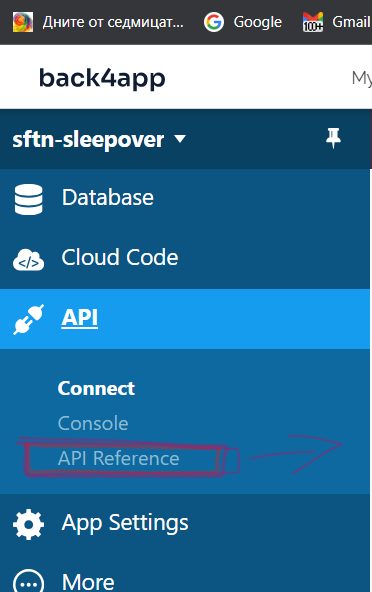 Дните от седмицат...
Google
100+
Gmail
back4app
My
sftn-sleepover
Database
</>
Cloud Code
API
Connect
Console
API Reference
App Settings
More